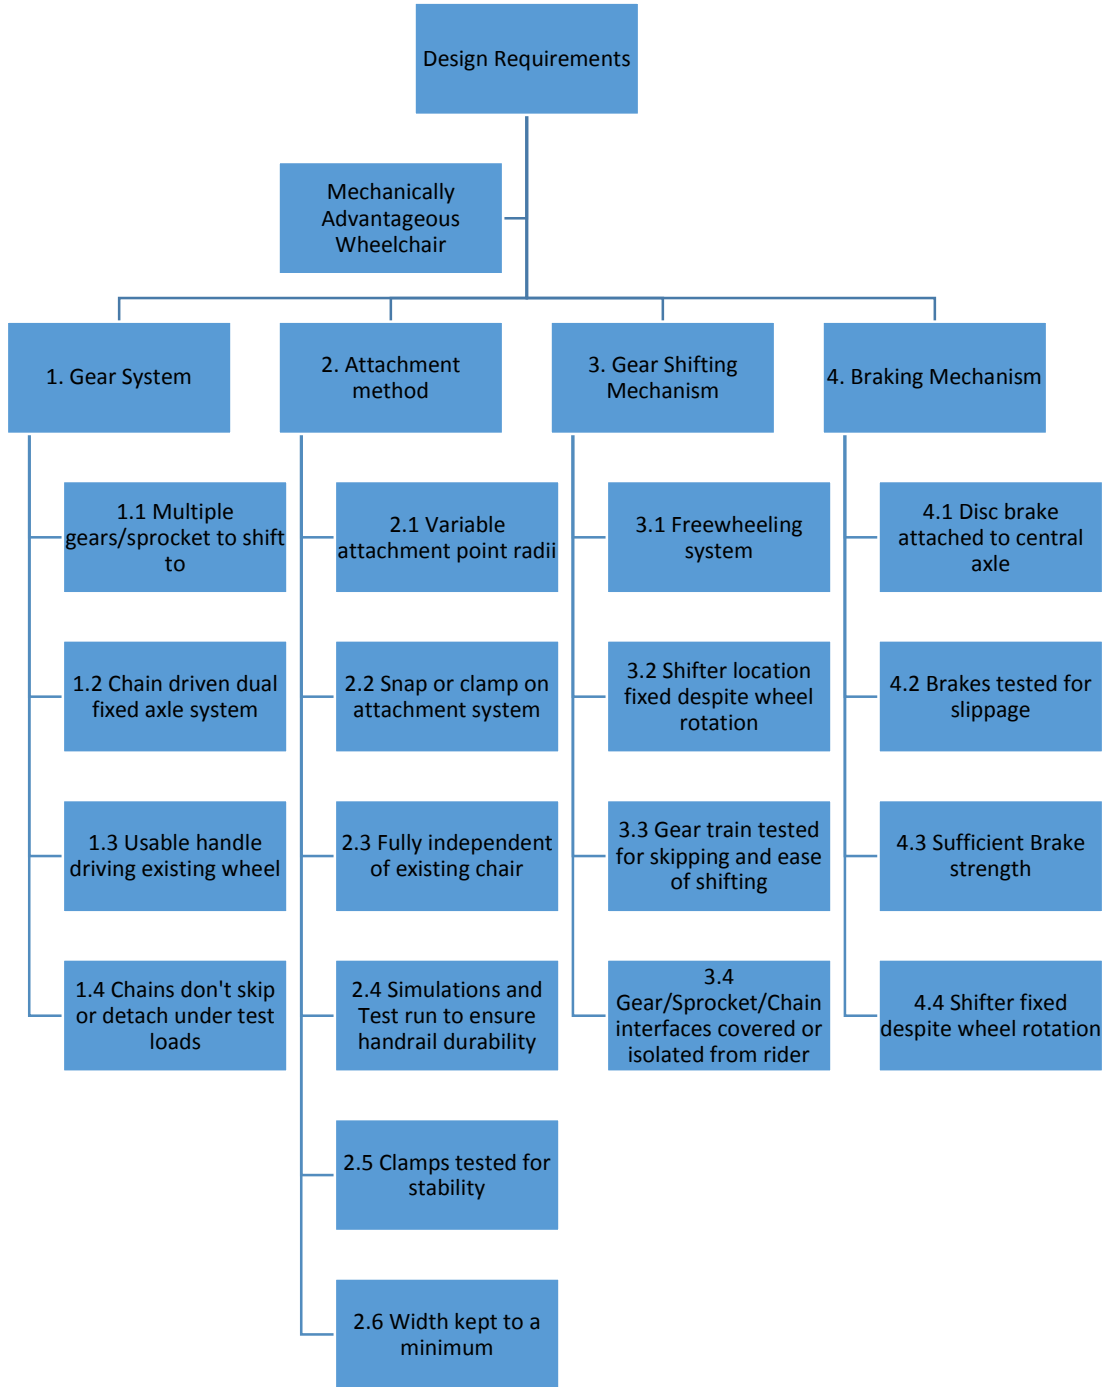 Design Requirements
Mechanically
Advantageous
Wheelchair
1. Gear System
2. Attachment
method
3. Gear Shifting
Mechanism
4. Braking Mechanism
1.1 Multiple
gears/sprocket to shift
to
1.2 Chain driven dual
fixed axle system
1.3 Usable handle
driving existing wheel
1.4 Chains don't skip
or detach under test
loads
2.1 Variable
attachment point radii
2.2 Snap or clamp on
attachment system
2.3 Fully independent
of existing chair
2.4 Simulations and
Test run to ensure
handrail durability
2.5 Clamps tested for
stability
2.6 Width kept to a
minimum
3.1 Freewheeling
system
3.2 Shifter location
fixed despite wheel
rotation
3.3 Gear train tested
for skipping and ease
of shifting
3.4
Gear/Sprocket/Chain
interfaces covered or
isolated from rider
4.1 Disc brake
attached to central
axle
4.2 Brakes tested for
slippage
4.3 Sufficient Brake
strength
4.4 Shifter fixed
despite wheel rotation